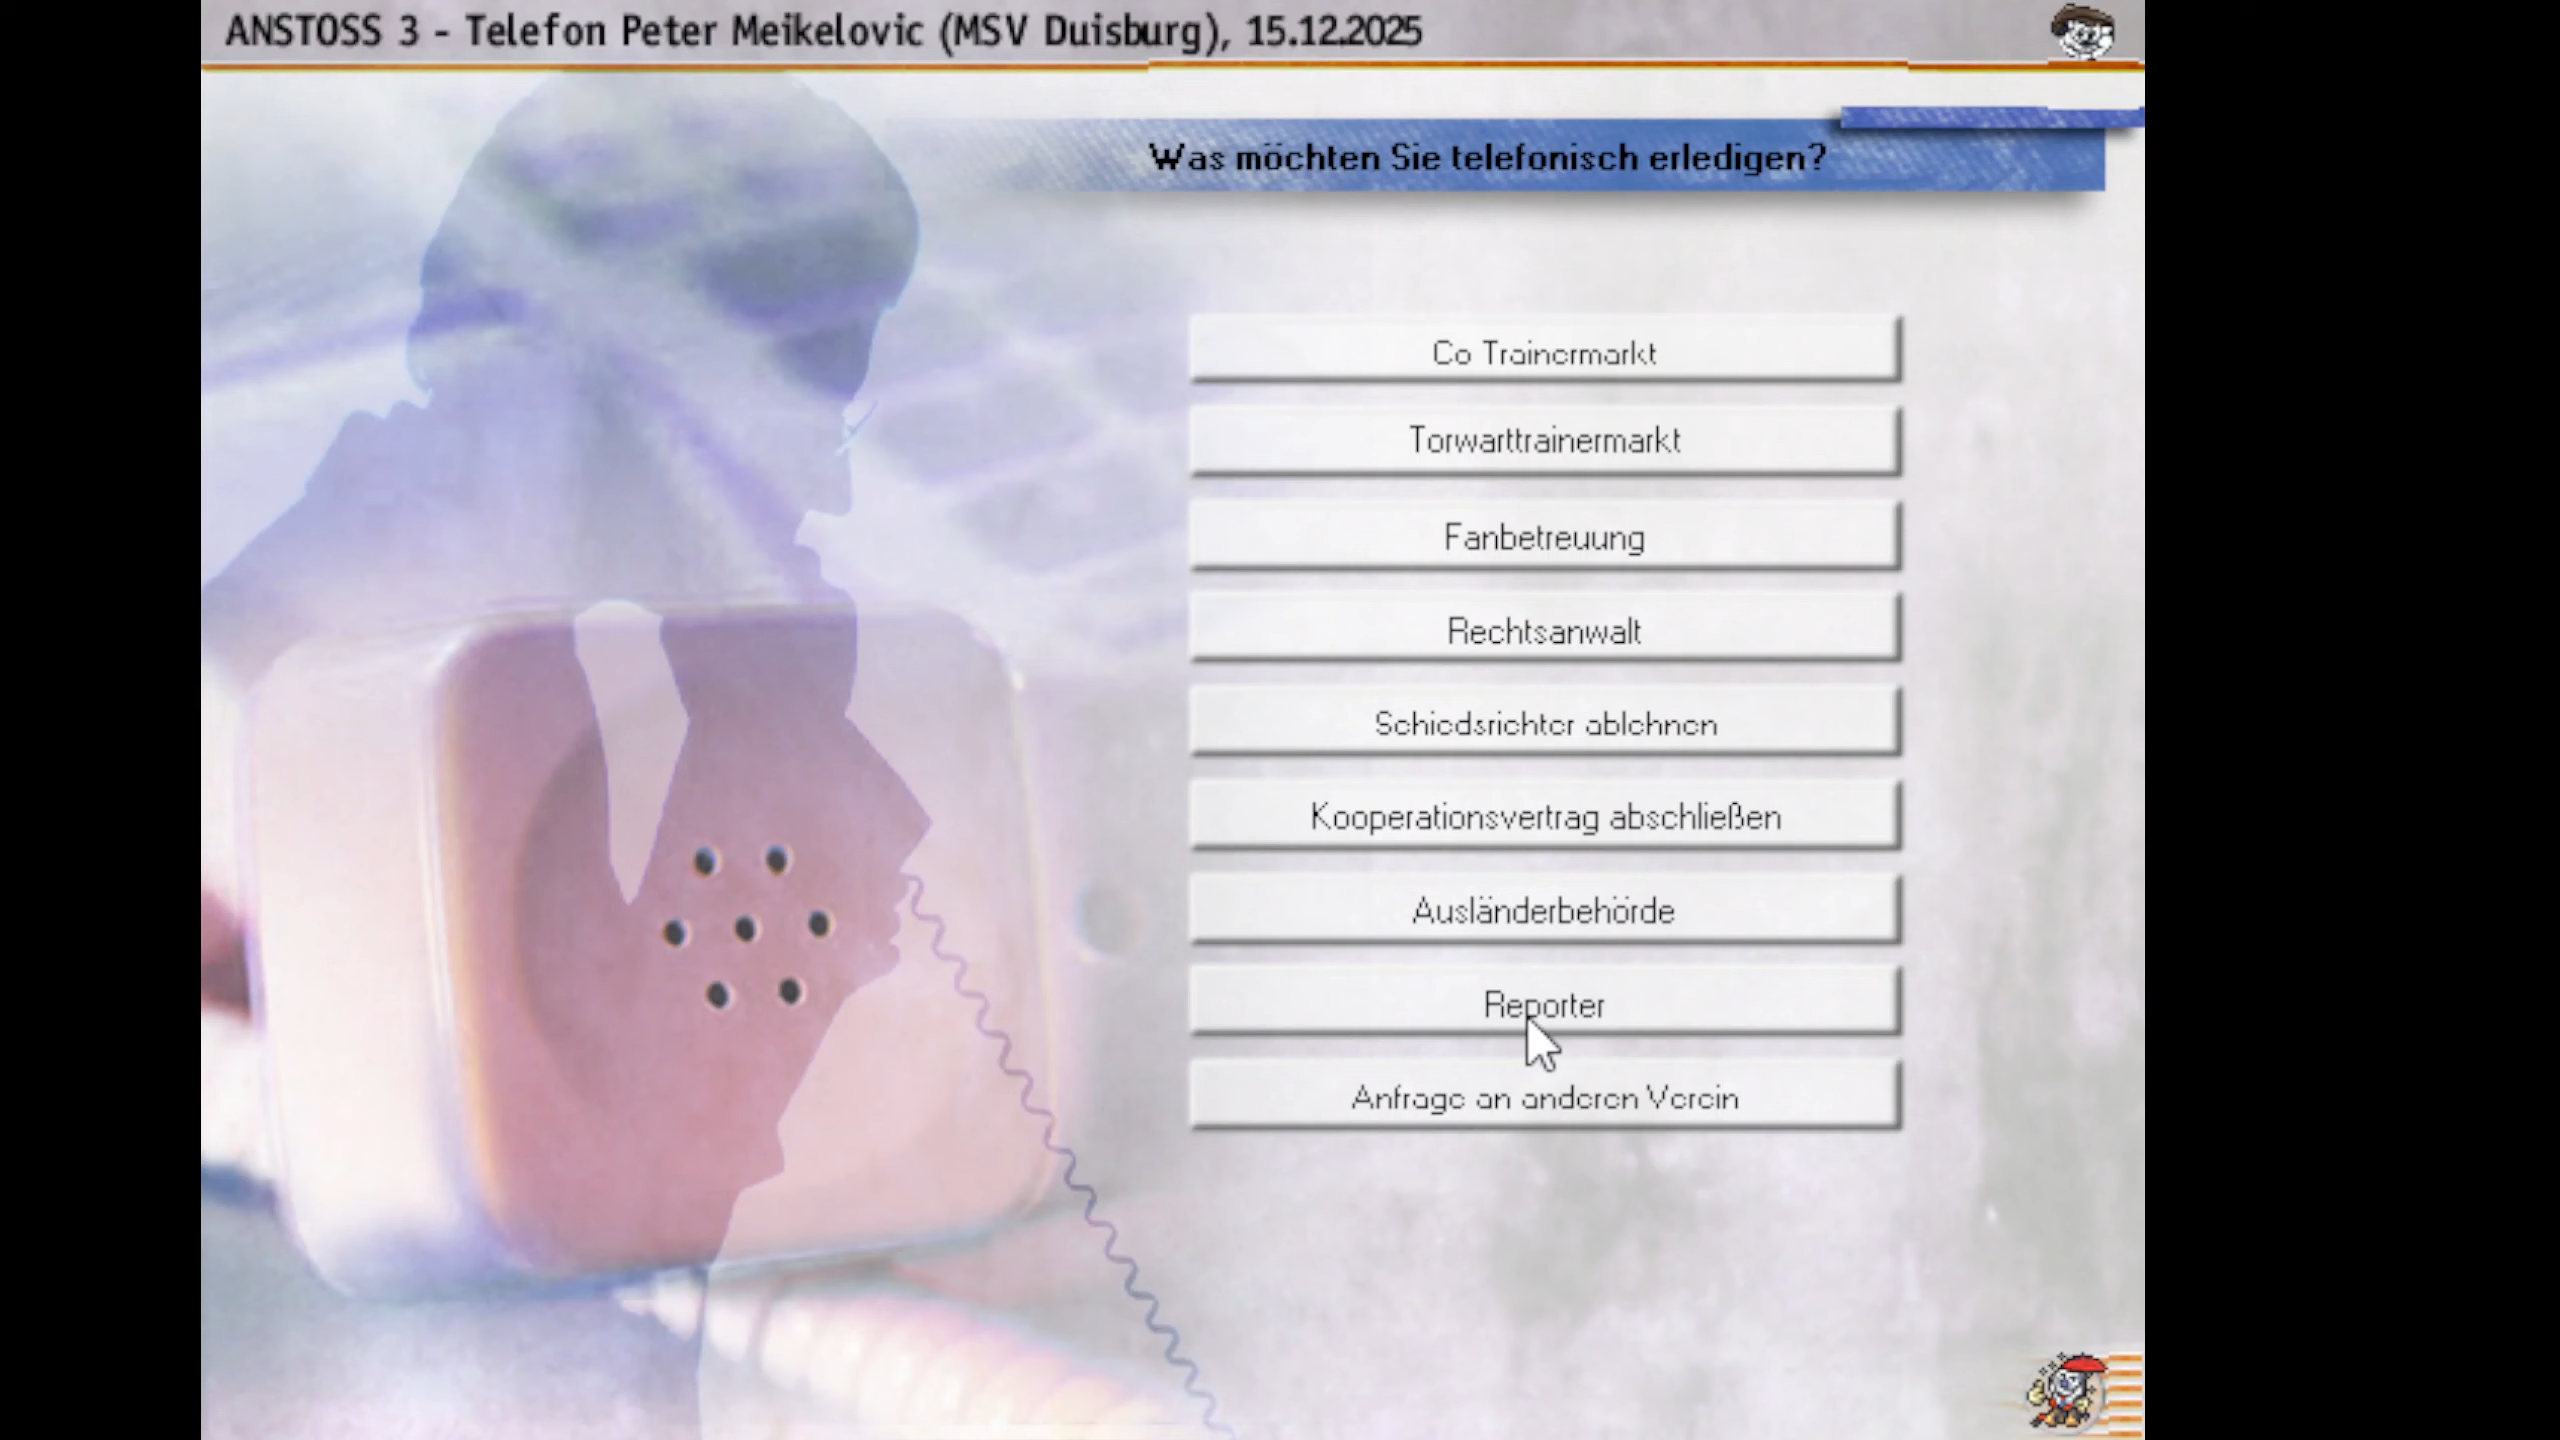 ANSTOSS 3 - Telefon Peter Meikelovic (MSV Duisburg), 15.12.2025
Was möchten Sie telefonisch erledigen?
Co Trainermarkt
Torwarttrainermarkt
Fanbetreuung
Rechtsanwalt
Schiedsrichter ablehnen
Kooperationsvertrag abschließen
Ausländerbehörde
Reporter
Anfrage an anderen Verein